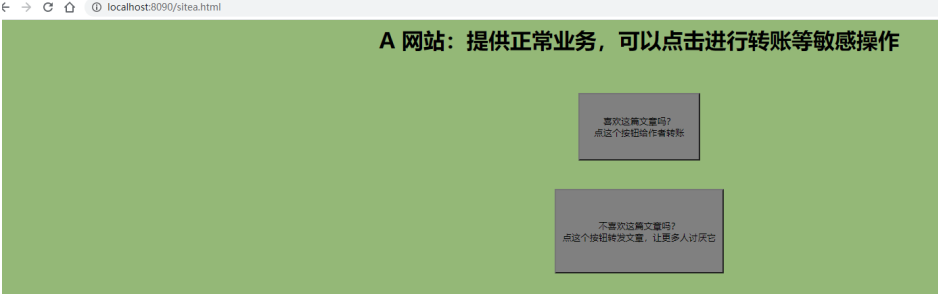 localhost:8090/sitea.html
A 网站：提供正常业务，可以点击进行转账等敏感操作
喜欢这篇文章吗？
点这个按钮给作者转账
不喜欢这篇文章吗？
点这个按钮转发文章，让更多人讨厌它